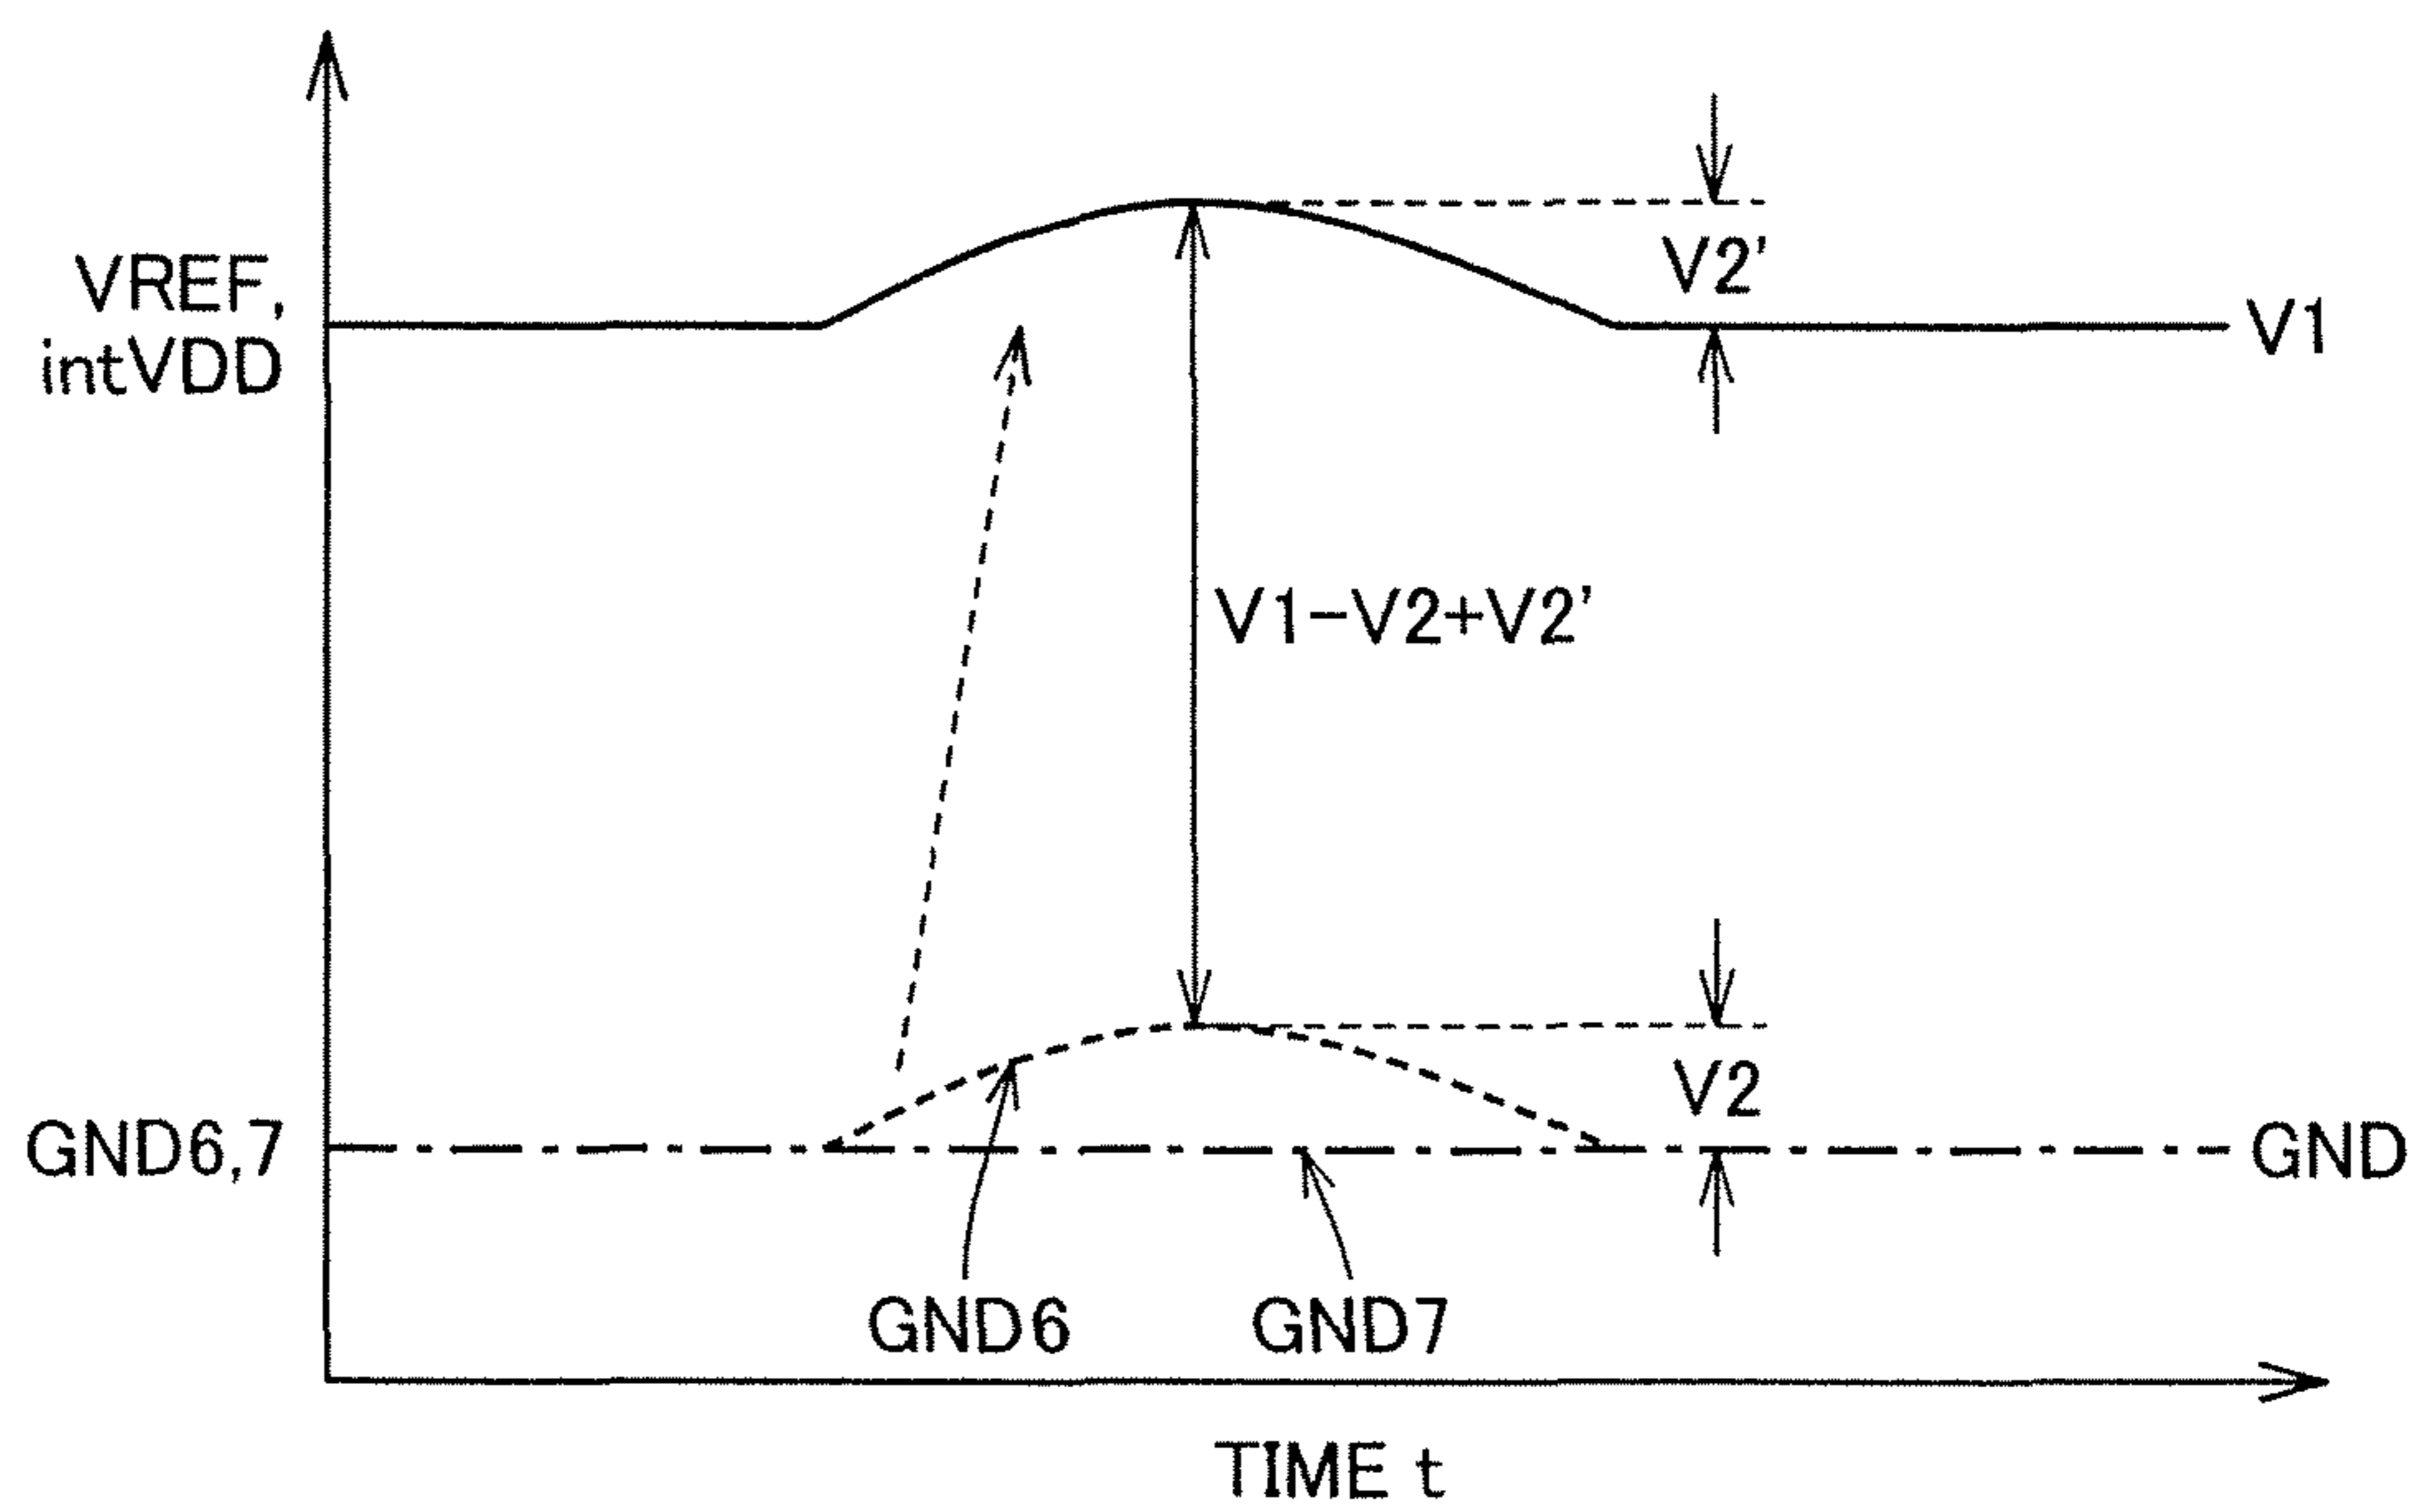 V2'
VREF,
intVDD
V1
V1-V2+V2'
V2
GND6,7
GND
GND6
GND7
TIME t